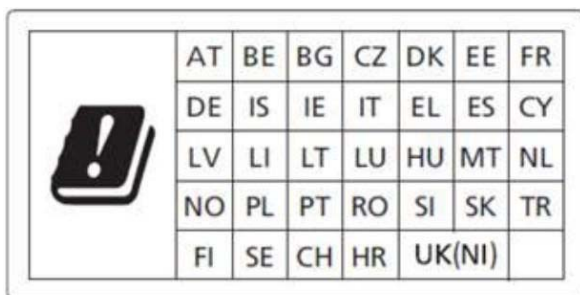 AT BE BG CZ DK EE FR
DE IS IE IT EL ES CY
LV LI LT LU HU MT NL
NO PL PT RO SI SK TR
FI SE CH HR UK(NI)